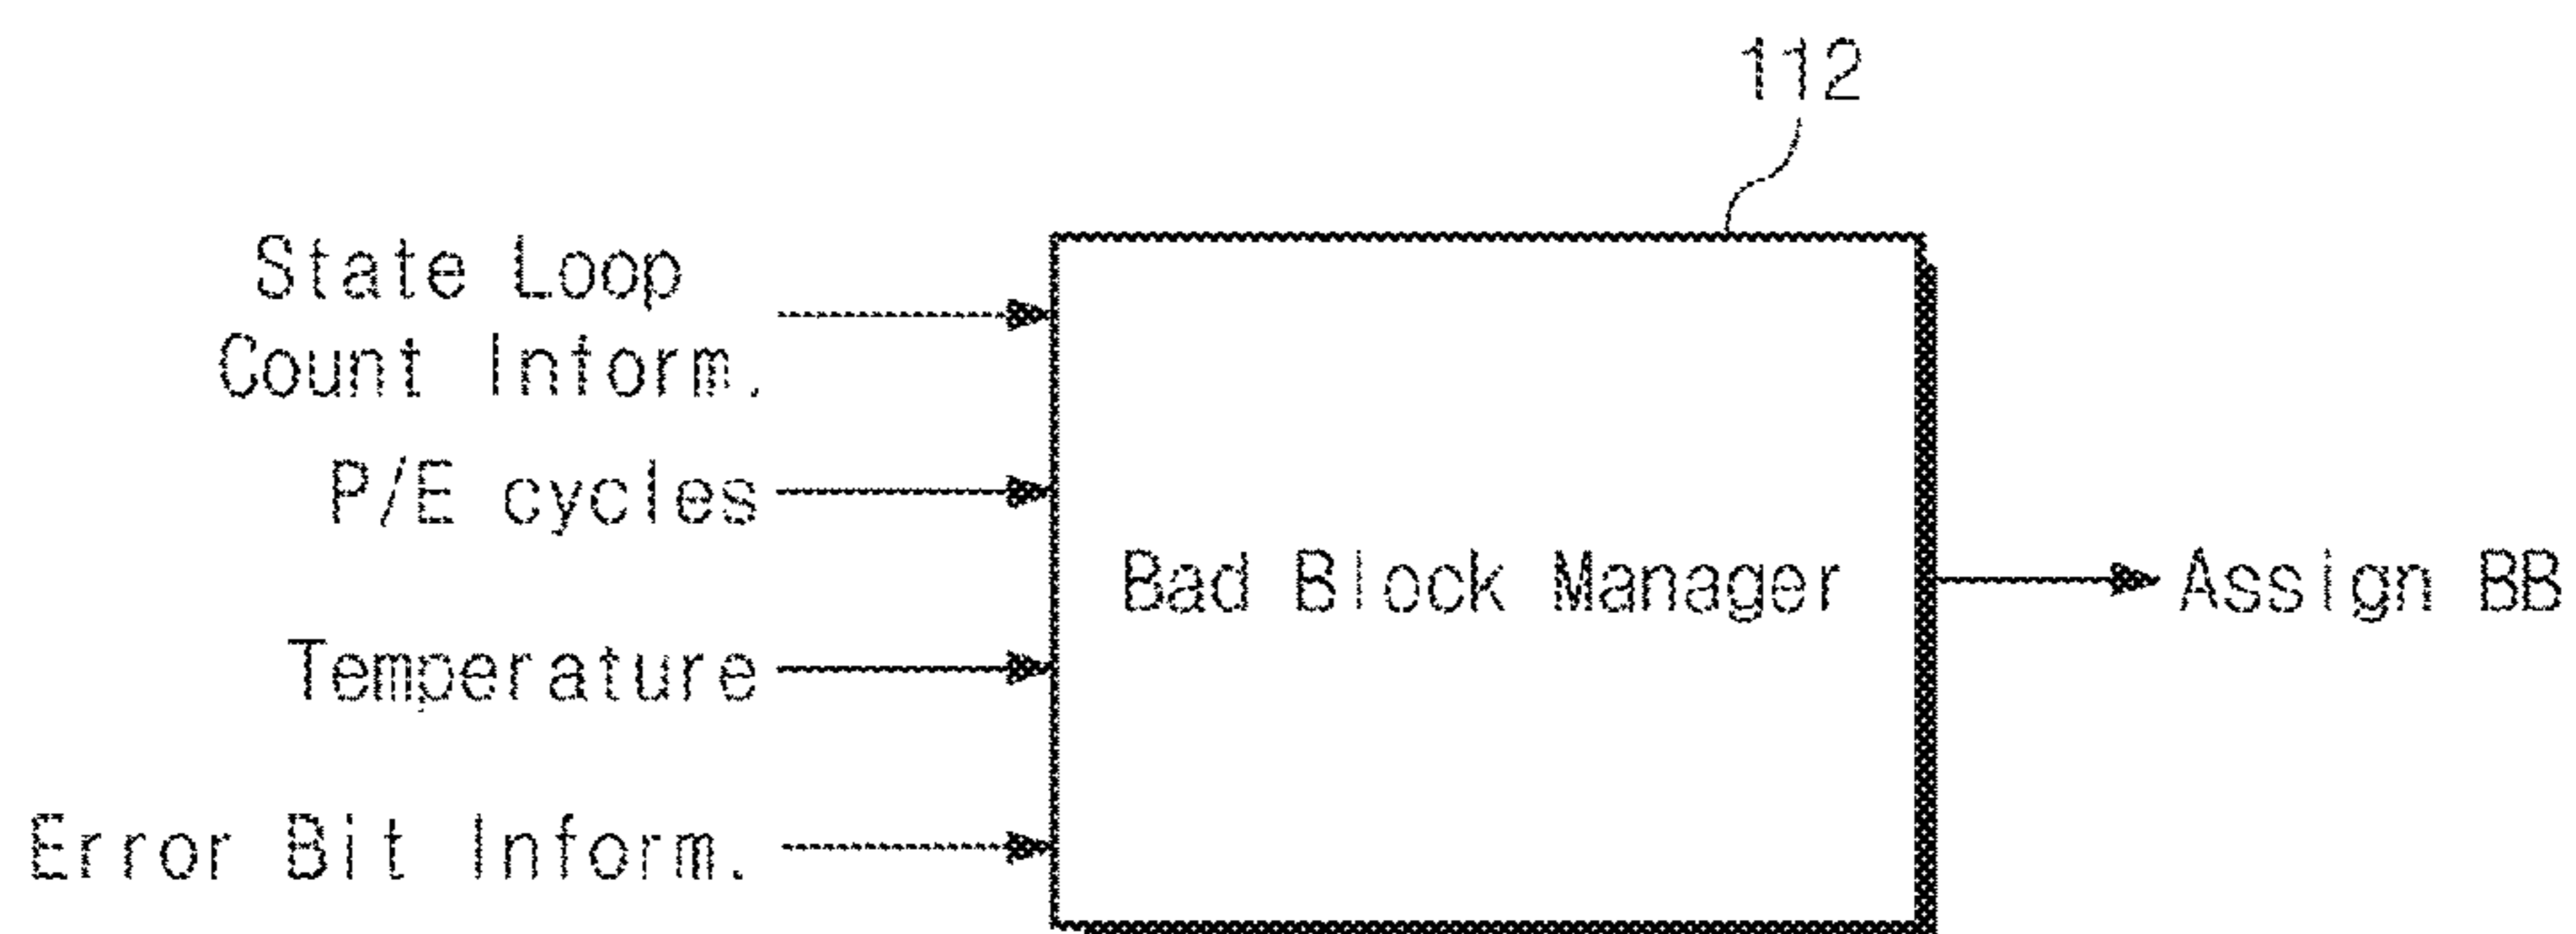 112
State Loop
Count Inform.
P/E cycles
Temperature
Error Bit Inform.
Bad Block Manager
Assign BB